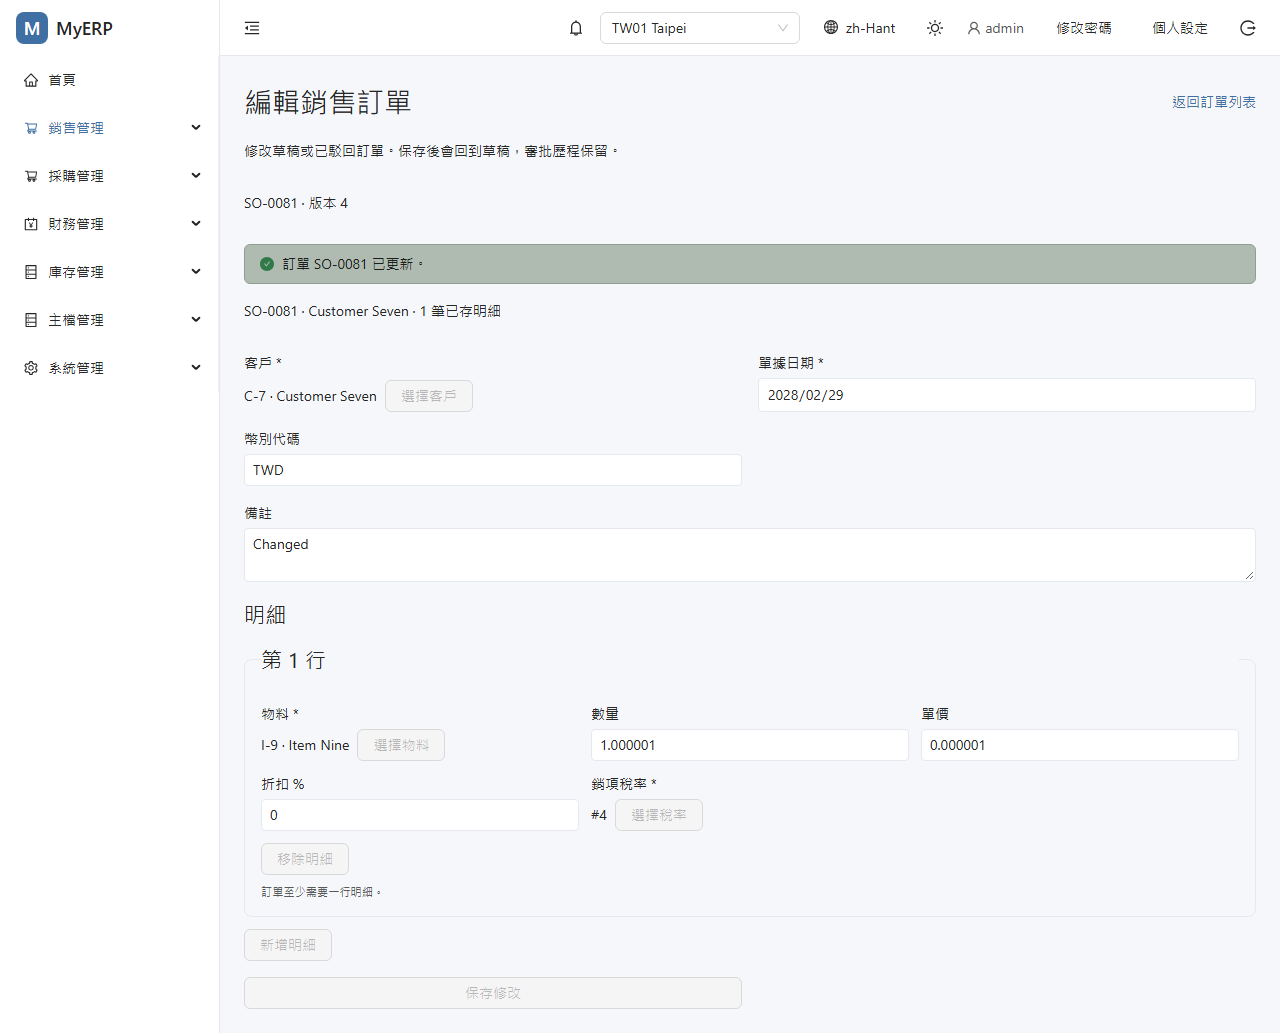 M MyERP
TW01 Taipei
zh-Hant
admin
修改密碼
個人設定
首頁
銷售管理
採購管理
財務管理
庫存管理
主檔管理
系統管理
編輯銷售訂單
返回訂單列表
修改草稿或已駁回訂單。保存後會回到草稿，審批歷程保留。
SO-0081 · 版本 4
訂單 SO-0081 已更新。
SO-0081 · Customer Seven · 1 筆已存明細
客戶 *
C-7 · Customer Seven 選擇客戶
單據日期 *
2028/02/29
幣別代碼
TWD
備註
Changed
明細
第 1 行
物料 *
I-9 · Item Nine 選擇物料
數量
1.000001
單價
0.000001
折扣 %
0
銷項稅率 *
#4 選擇稅率
移除明細
訂單至少需要一行明細。
新增明細
保存修改